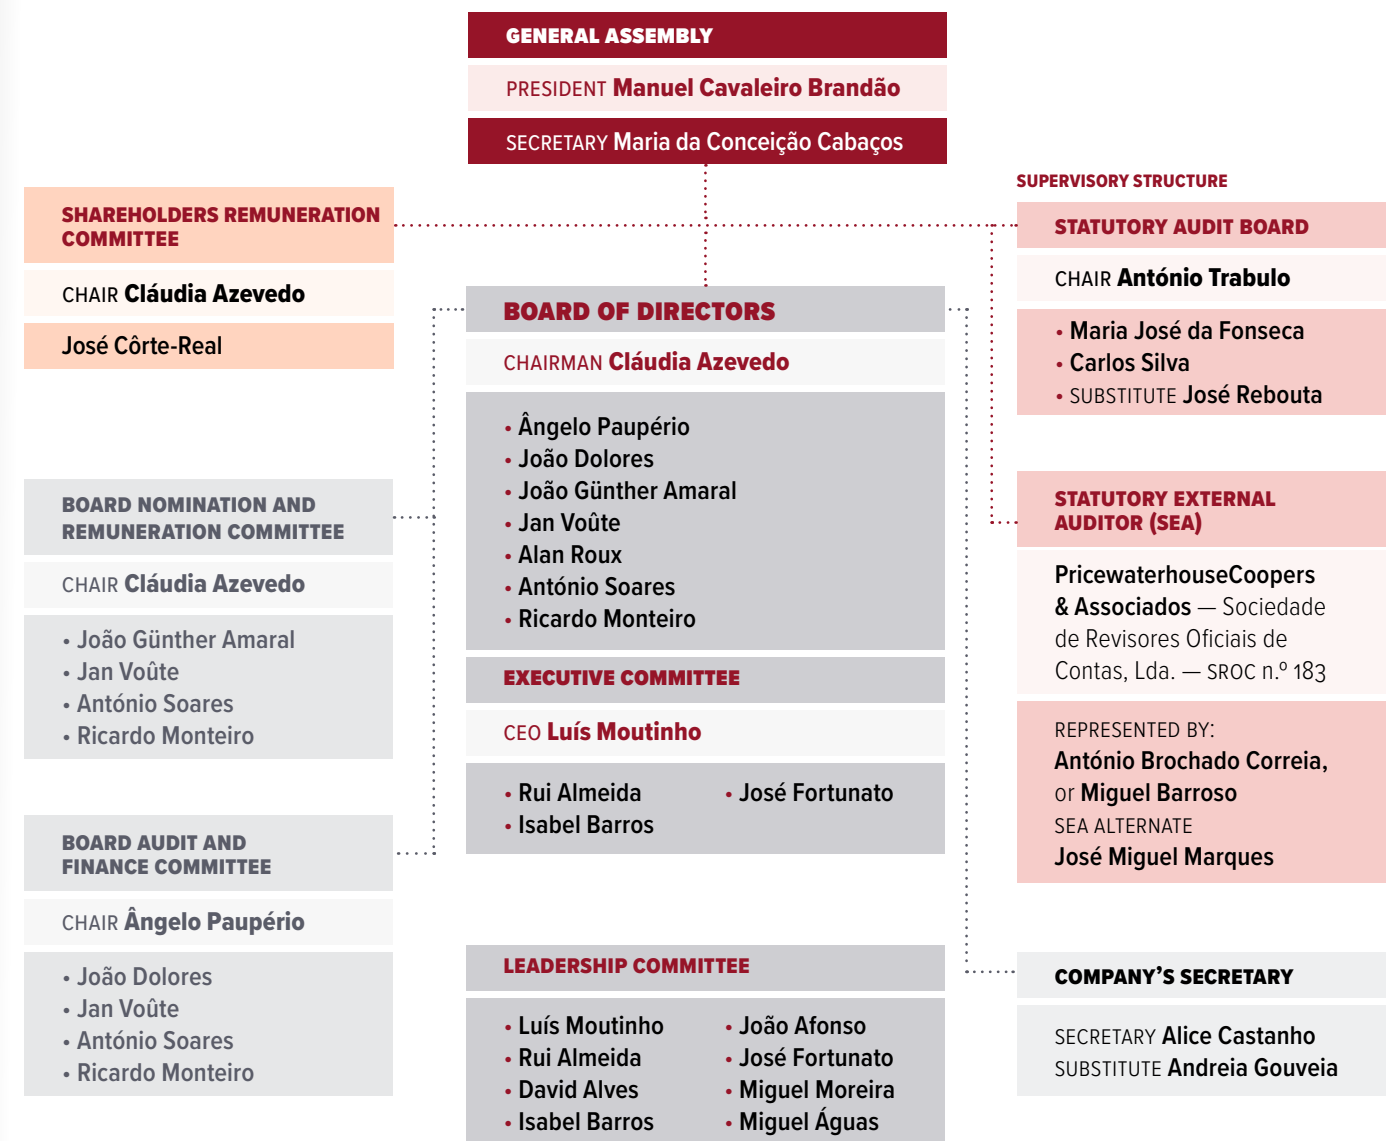 GENERAL ASSEMBLY
PRESIDENT Manuel Cavaleiro Brandão
SECRETARY Maria da Conceição Cabaços
SHAREHOLDERS REMUNERATION
COMMITTEE
CHAIR Cláudia Azevedo
José Côrte-Real
BOARD NOMINATION AND
REMUNERATION COMMITTEE
CHAIR Cláudia Azevedo
• João Günther Amaral
• Jan Voûte
• António Soares
• Ricardo Monteiro
BOARD AUDIT AND
FINANCE COMMITTEE
CHAIR Ângelo Paupério
• João Dolores
• Jan Voûte
• António Soares
• Ricardo Monteiro
BOARD OF DIRECTORS
CHAIRMAN Cláudia Azevedo
• Ângelo Paupério
• João Dolores
• João Günther Amaral
• Jan Voûte
• Alan Roux
• António Soares
• Ricardo Monteiro
EXECUTIVE COMMITTEE
CEO Luís Moutinho
• Rui Almeida
• Isabel Barros
• José Fortunato
LEADERSHIP COMMITTEE
• Luís Moutinho
• Rui Almeida
• David Alves
• Isabel Barros
• João Afonso
• José Fortunato
• Miguel Moreira
• Miguel Águas
SUPERVISORY STRUCTURE
STATUTORY AUDIT BOARD
CHAIR António Trabulo
• Maria José da Fonseca
• Carlos Silva
• SUBSTITUTE José Rebouta
STATUTORY EXTERNAL
AUDITOR (SEA)
PricewaterhouseCoopers
& Associados — Sociedade
de Revisores Oficiais de
Contas, Lda. — SROC n.º 183
REPRESENTED BY:
António Brochado Correia,
or Miguel Barroso
SEA ALTERNATE
José Miguel Marques
COMPANY’S SECRETARY
SECRETARY Alice Castanho
SUBSTITUTE Andreia Gouveia